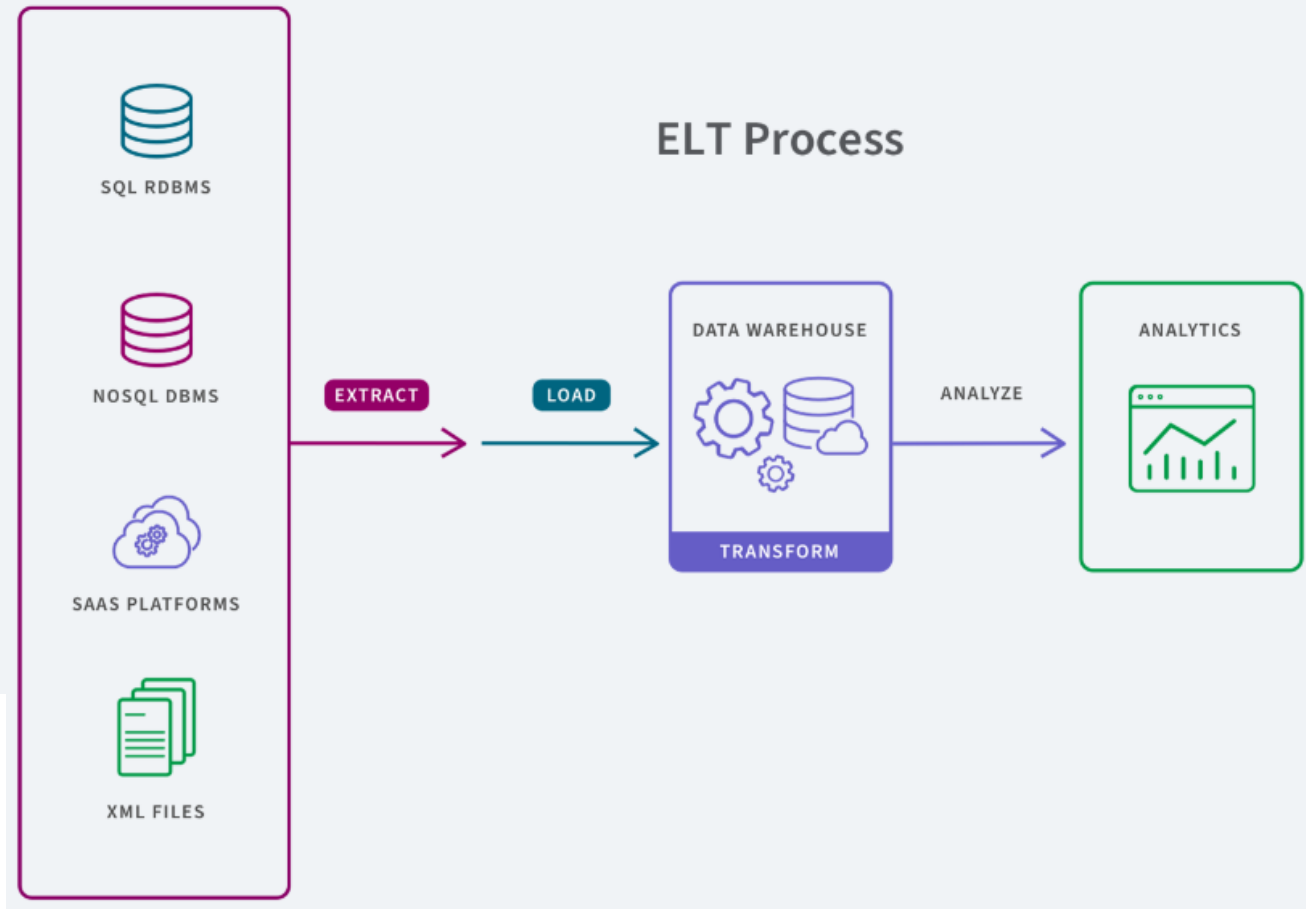 ELT Process
SQL RDBMS
NOSQL DBMS
SAAS PLATFORMS
XML FILES
EXTRACT
LOAD
DATA WAREHOUSE
TRANSFORM
ANALYZE
ANALYTICS